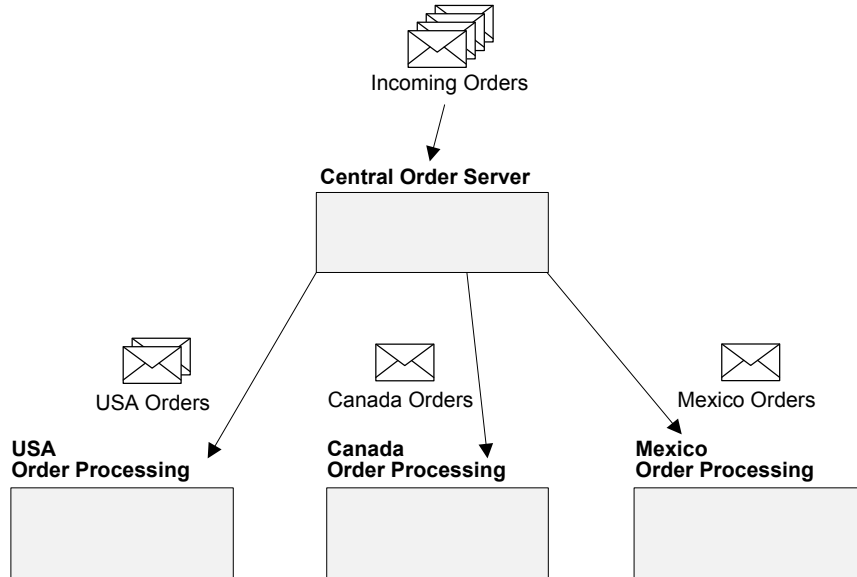 Incoming Orders
Central Order Server
USA Orders
Canada Orders
Mexico Orders
USA
Order Processing
Canada
Order Processing
Mexico
Order Processing